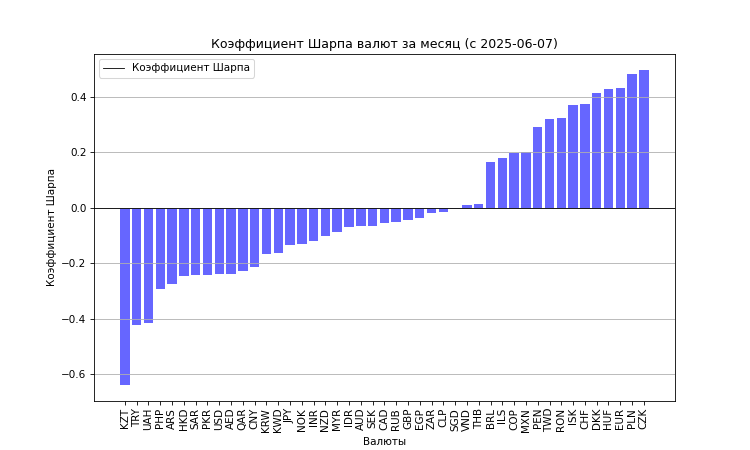 Коэффициент Шарпа валют за месяц (с 2025-06-07)
Коэффициент Шарпа
Коэффициент Шарпа
0.4
0.2
0.0
−0.2
−0.4
−0.6
KZT TRY UAH PHP ARS HKD SAR PKR USD AED QAR CNY KRW KWD JPY NOK INR NZD MYR IDR AUD SEK CAD RUB GBP EGP ZAR CLP SGD VND THB BRL ILS COP MXN PEN TWD RON ISK CHF DKK HUF EUR PLN CZK
Валюты